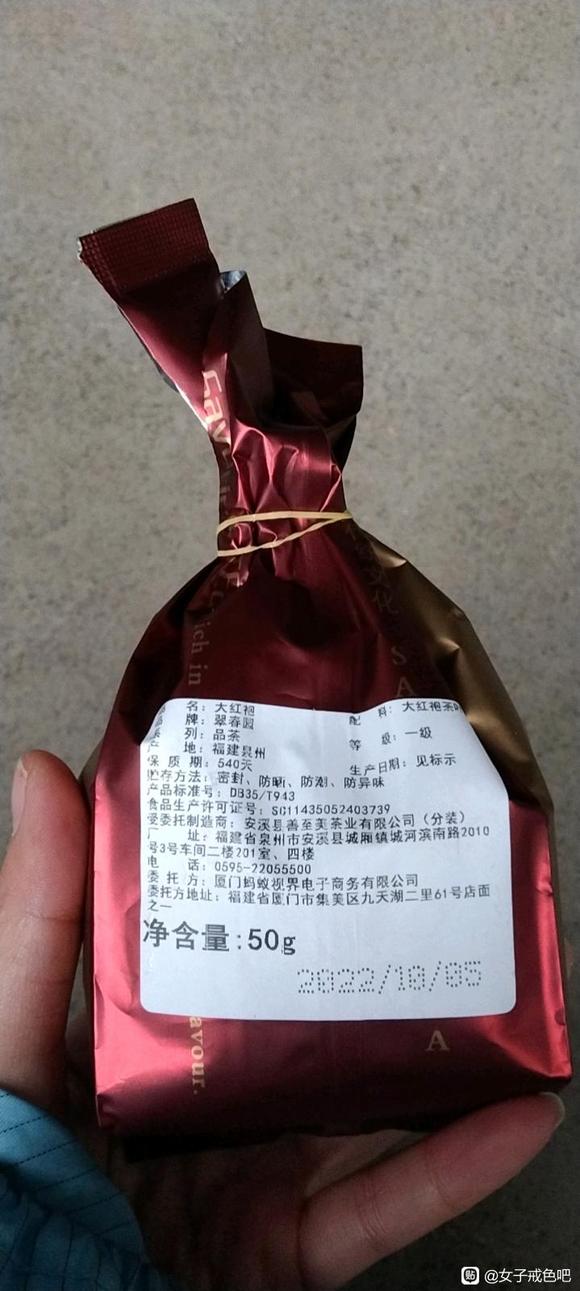 Savour
rich in
文化
S
A
名：大红袍
配 料：大红袍茶叶
品 牌：翠春园
系 列：品茶
等 级：一级
产 地：福建泉州
保 质 期：540天
生产日期：见标示
贮存方法：密封、防晒、防潮、防异味
产品标准号：DB35/T943
食品生产许可证号：SC11435052403739
受委托制造商：安溪县善至美茶业有限公司（分装）
厂 址：福建省泉州市安溪县城厢镇城河滨南路2010
号3号车间二楼201室、四楼
电 话：0595-22055500
委 托 方：厦门蚂蚁视界电子商务有限公司
委托方地址：福建省厦门市集美区九天湖二里61号店面
之一
净含量：50g
2022/10/05
avour.
A
贴 @女子戒色吧